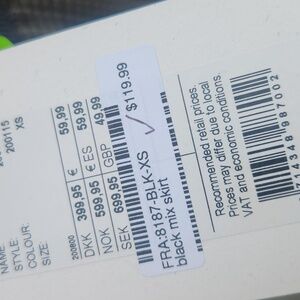 NAME:
STYLE: 200115
COLOUR: XS
SIZE:
200800
DKK 399,95 € 59,99
NOK 599,95 € ES 59,99
SEK 699,95 GBP 49,99
$119.99
FRA:8187-BLK-XS
black mix skirt
Recommended retail prices.
Prices may differ due to local
VAT and economic conditions
714348 987002